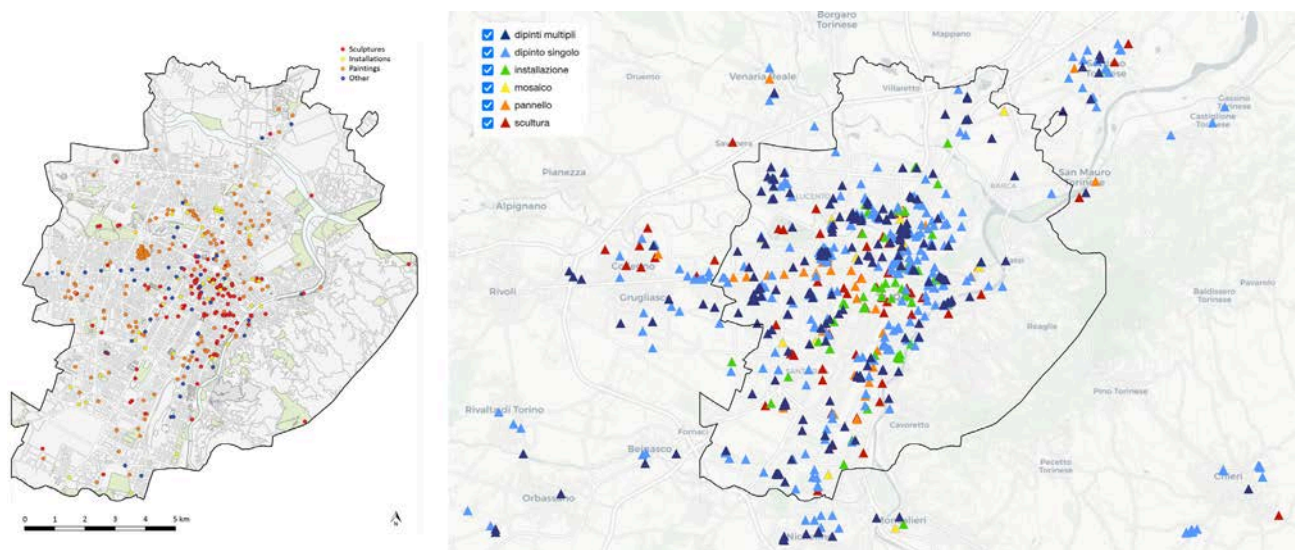 Sculptures
Installations
Paintings
Other
0 1 2 3 4 5 km
N
dipinti multipli
dipinto singolo
installazione
mosaico
pannello
scultura
Borgaro
Torinese
Mappano
Druento
Venaria Reale
Villaretto
Gassino
Torinese
Castiglione
Torinese
Pianezza
San Mauro
Torinese
Alpignano
Rivoli
Grugliasco
Baldissero
Torinese
Pavarolo
Reaglia
Pino Torinese
Rivalta di Torino
Fornaci
Cavoretto
Beinasco
Pecetto
Torinese
Chieri
Orbassano